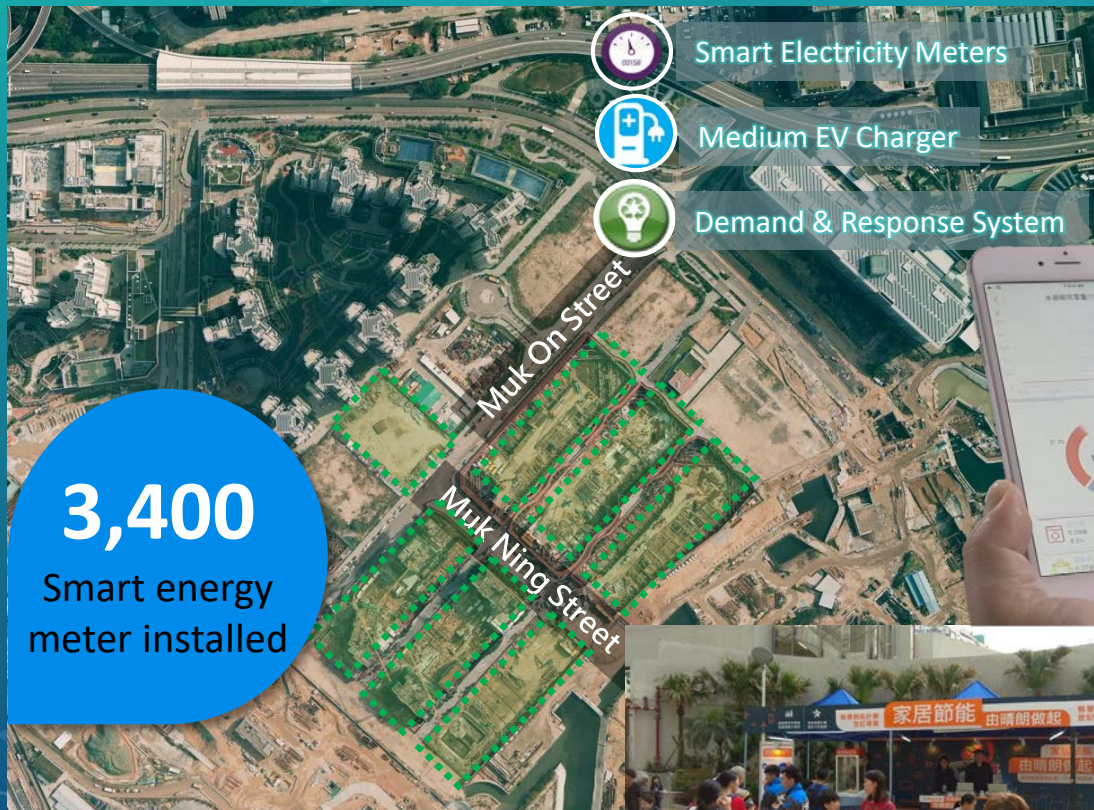 Smart Electricity Meters
Medium EV Charger
Demand & Response System
Muk On Street
Muk Ning Street
3,400
Smart energy
meter installed
家居節能
由晴朗做起